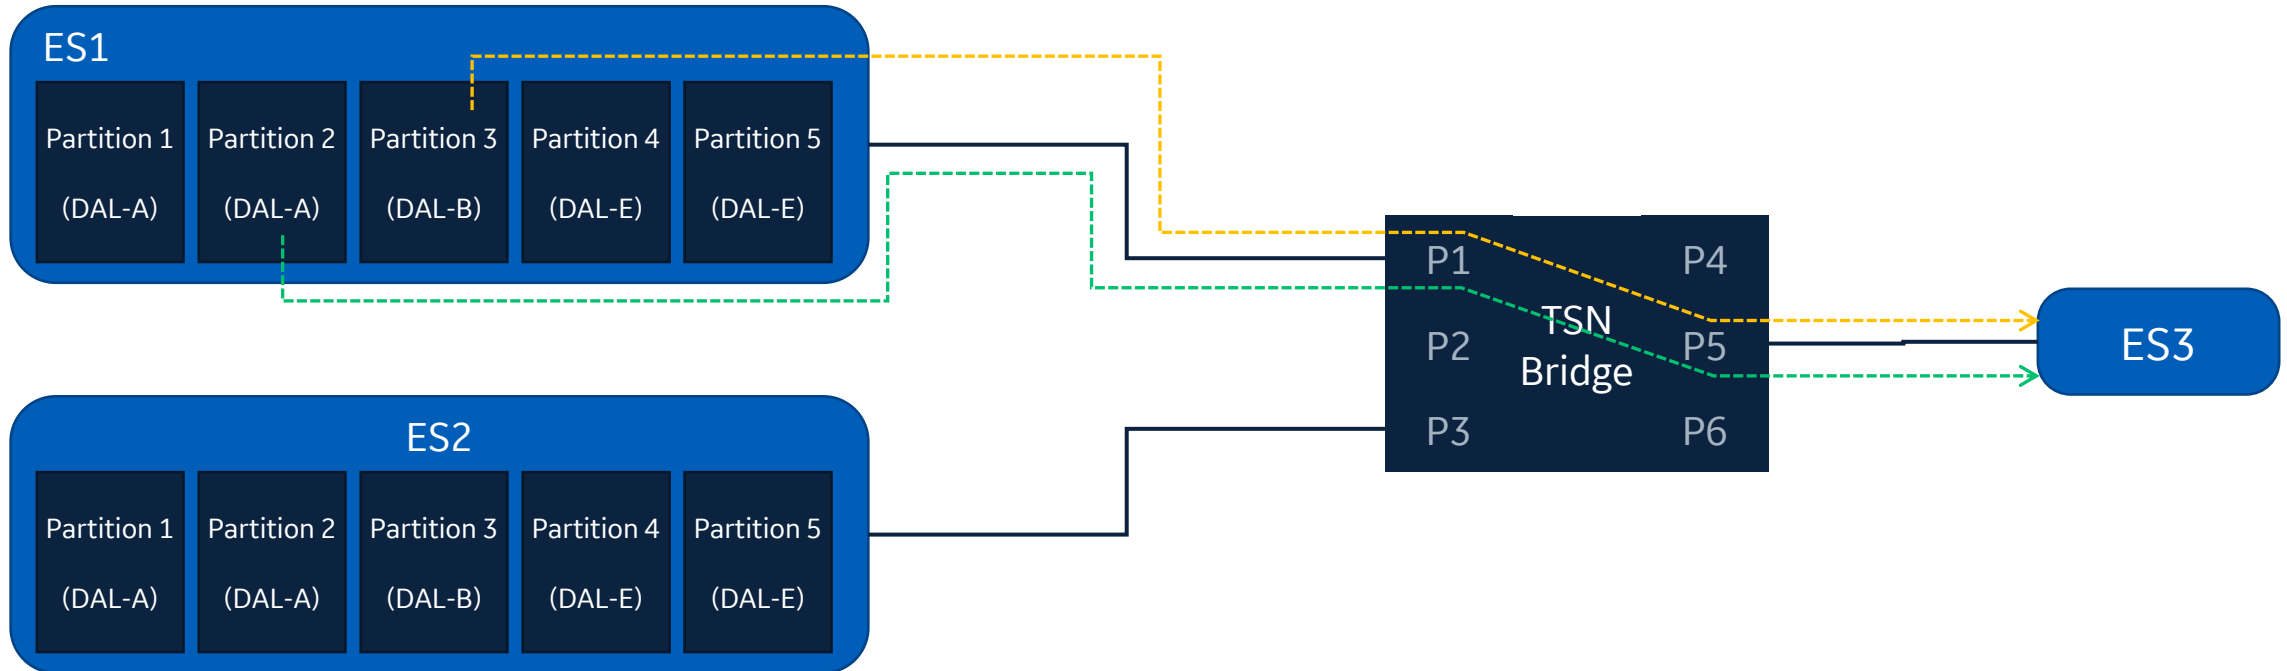 ES1
Partition 1
(DAL-A)
Partition 2
(DAL-A)
Partition 3
(DAL-B)
Partition 4
(DAL-E)
Partition 5
(DAL-E)
ES2
Partition 1
(DAL-A)
Partition 2
(DAL-A)
Partition 3
(DAL-B)
Partition 4
(DAL-E)
Partition 5
(DAL-E)
P1
P2
P3
TSN
Bridge
P4
P5
P6
ES3